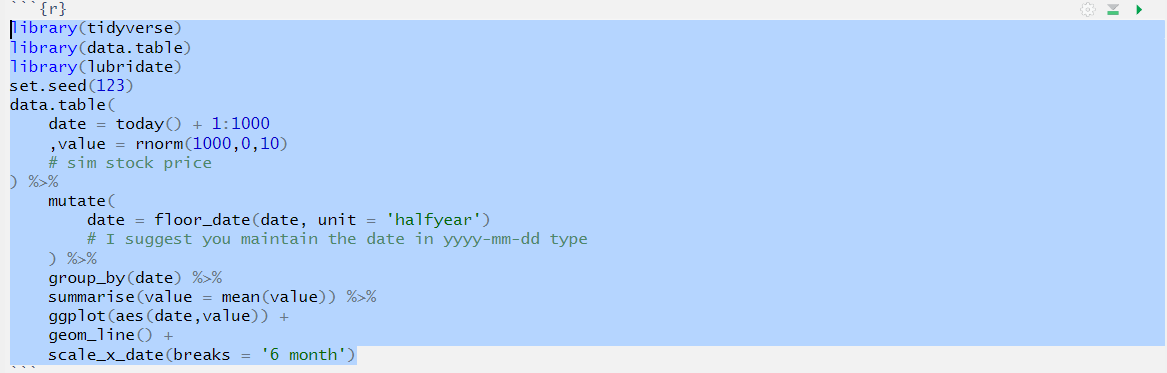 ```{r}
library(tidyverse)
library(data.table)
library(lubridate)
set.seed(123)
data.table(
    date = today() + 1:1000
    ,value = rnorm(1000,0,10)
    # sim stock price
) %>%
    mutate(
        date = floor_date(date, unit = 'halfyear')
        # I suggest you maintain the date in yyyy-mm-dd type
    ) %>%
    group_by(date) %>%
    summarise(value = mean(value)) %>%
    ggplot(aes(date,value)) +
    geom_line() +
    scale_x_date(breaks = '6 month')
```